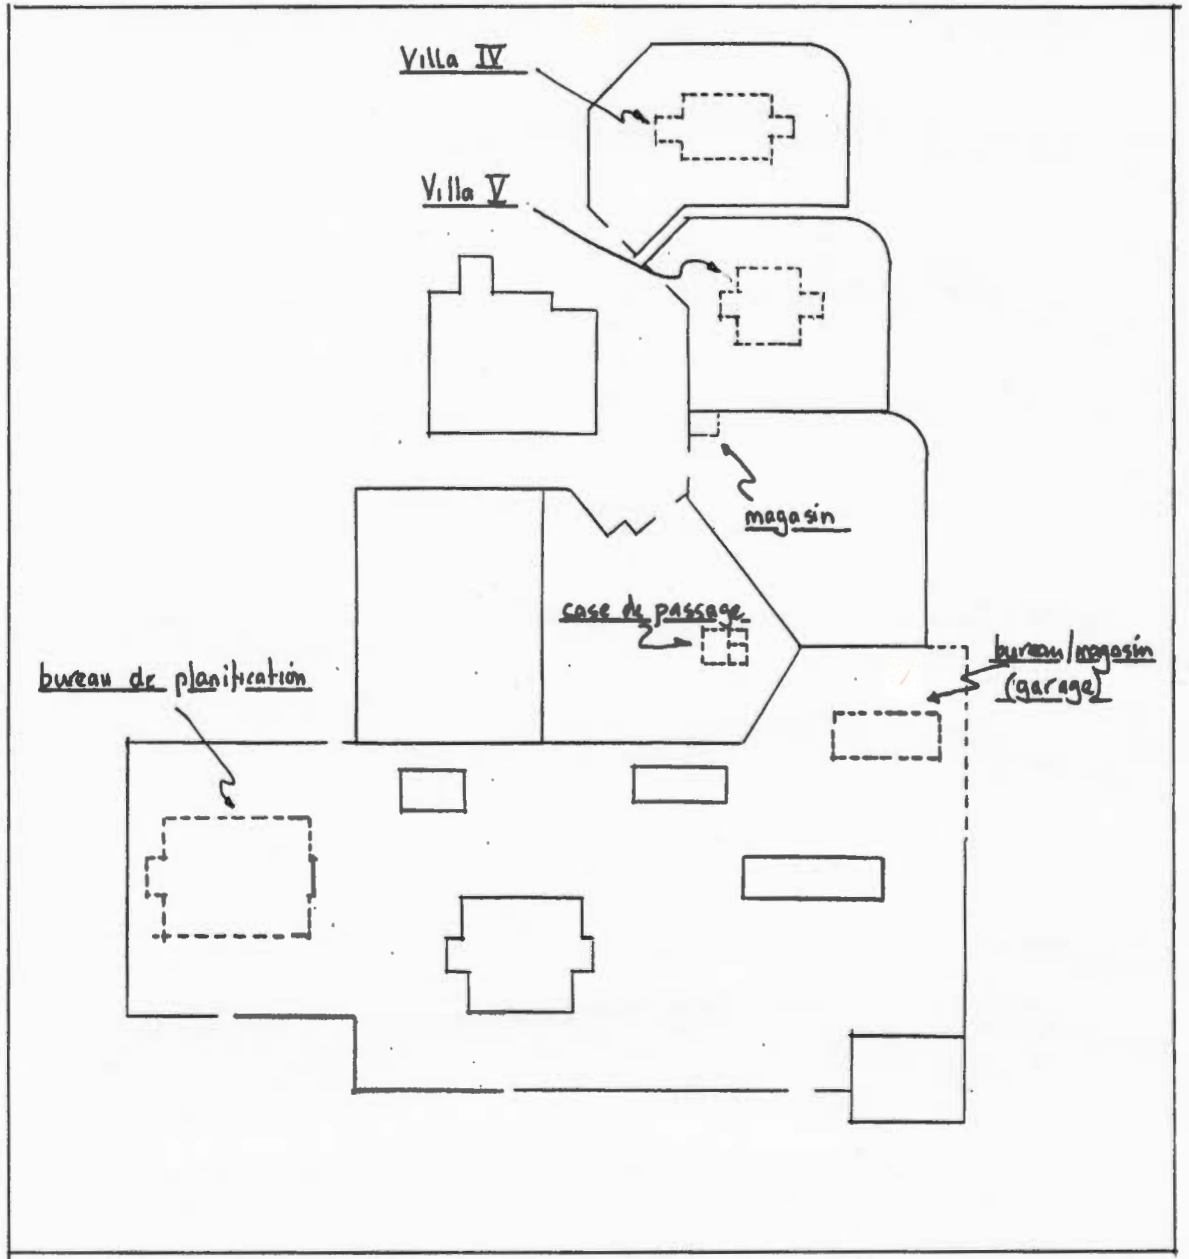 Villa IV
Villa V
magasin
case de passage
bureau/magasin
(garage)
bureau de planification